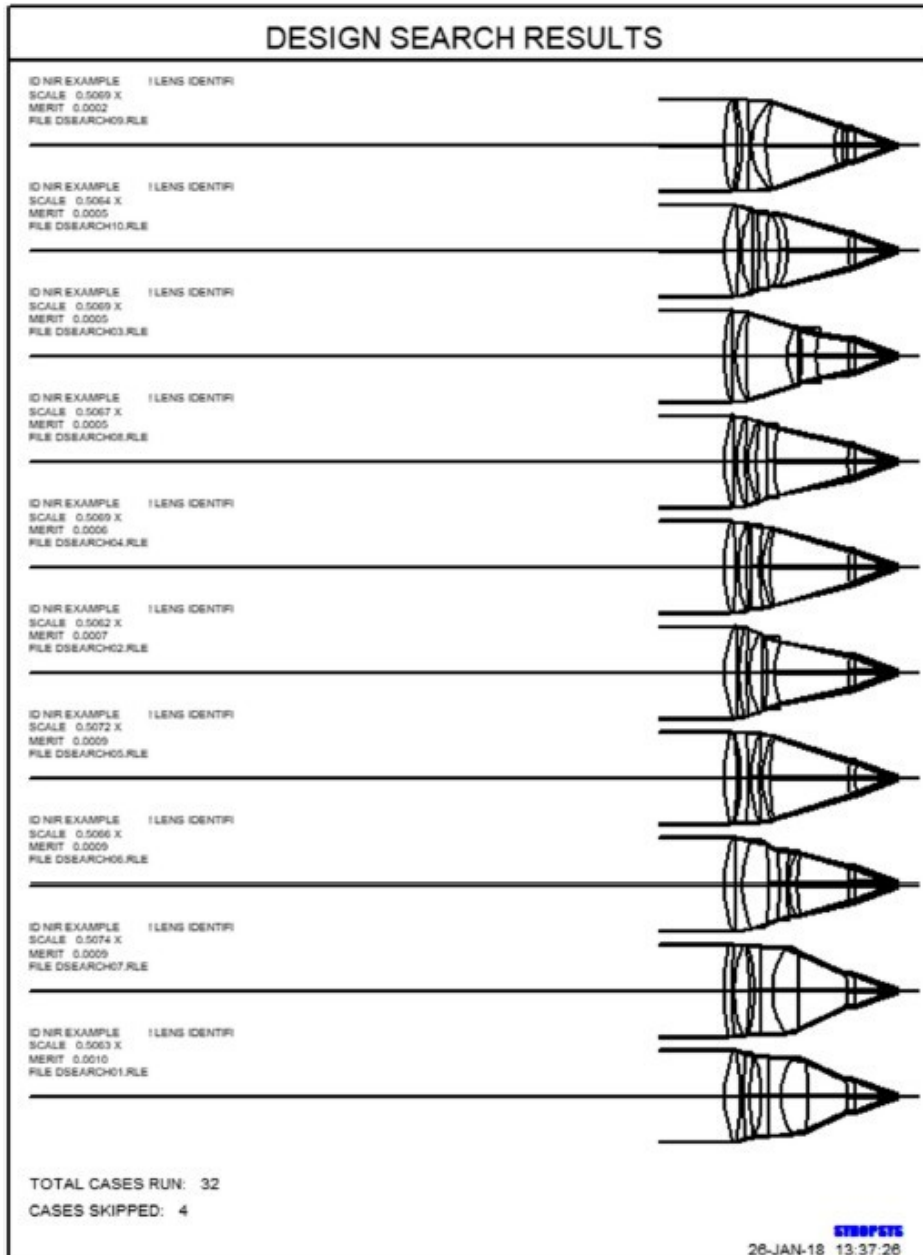 DESIGN SEARCH RESULTS
ID NIR EXAMPLE ! LENS IDENTIFI
SCALE 0.5069 X
MERIT 0.0002
FILE DSEARCH09.RLE
ID NIR EXAMPLE ! LENS IDENTIFI
SCALE 0.5064 X
MERIT 0.0005
FILE DSEARCH10.RLE
ID NIR EXAMPLE ! LENS IDENTIFI
SCALE 0.5069 X
MERIT 0.0005
FILE DSEARCH03.RLE
ID NIR EXAMPLE ! LENS IDENTIFI
SCALE 0.5067 X
MERIT 0.0005
FILE DSEARCH08.RLE
ID NIR EXAMPLE ! LENS IDENTIFI
SCALE 0.5069 X
MERIT 0.0006
FILE DSEARCH04.RLE
ID NIR EXAMPLE ! LENS IDENTIFI
SCALE 0.5062 X
MERIT 0.0007
FILE DSEARCH02.RLE
ID NIR EXAMPLE ! LENS IDENTIFI
SCALE 0.5072 X
MERIT 0.0009
FILE DSEARCH05.RLE
ID NIR EXAMPLE ! LENS IDENTIFI
SCALE 0.5066 X
MERIT 0.0009
FILE DSEARCH06.RLE
ID NIR EXAMPLE ! LENS IDENTIFI
SCALE 0.5074 X
MERIT 0.0009
FILE DSEARCH07.RLE
ID NIR EXAMPLE ! LENS IDENTIFI
SCALE 0.5063 X
MERIT 0.0010
FILE DSEARCH01.RLE
TOTAL CASES RUN: 32
CASES SKIPPED: 4
SYNOPSYS
26-JAN-18 13:37:26